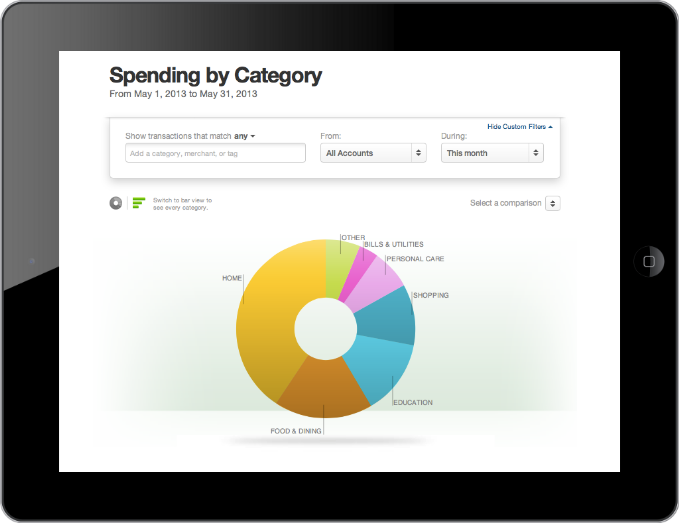 Spending by Category
From May 1, 2013 to May 31, 2013
Hide Custom Filters
Show transactions that match any
From:
During:
Add a category, merchant, or tag
All Accounts
This month
Switch to bar view to
see every category.
Select a comparison
OTHER
BILLS & UTILITIES
PERSONAL CARE
HOME
SHOPPING
EDUCATION
FOOD & DINING